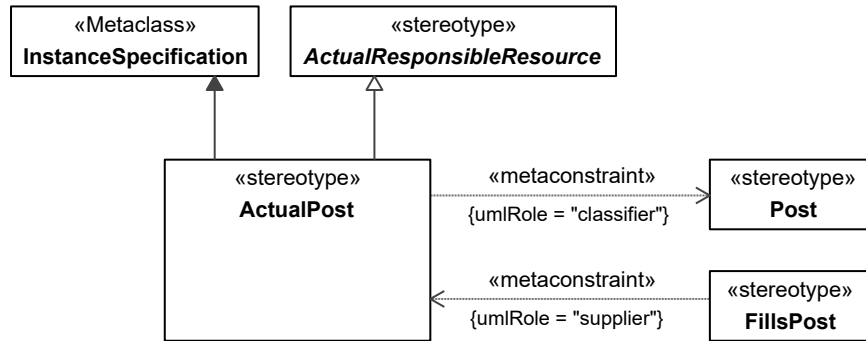 «Metaclass»
InstanceSpecification
«stereotype»
ActualResponsibleResource
«stereotype»
ActualPost
«metaconstraint»
{umlRole = "classifier"}
«stereotype»
Post
«metaconstraint»
{umlRole = "supplier"}
«stereotype»
FillsPost